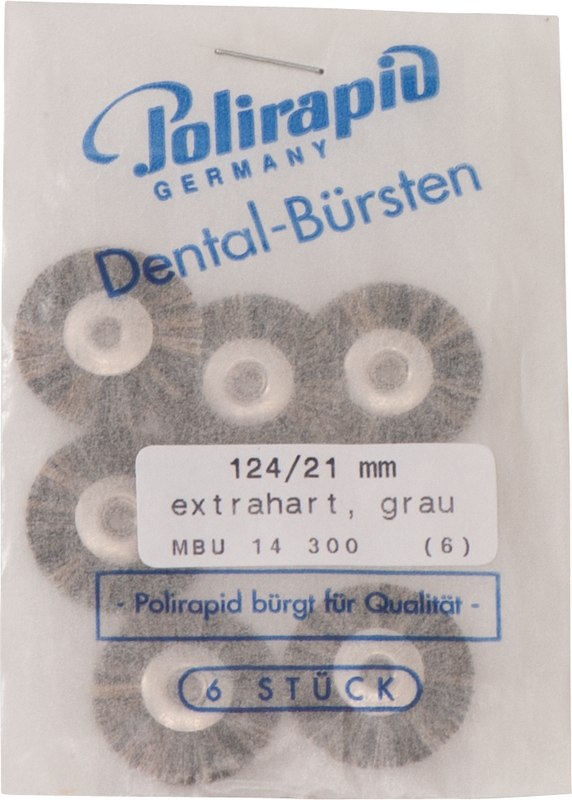 Polirapid
GERMANY
Dental-Bürsten
124/21 mm
extrahart, grau
MBU 14 300 (6)
- Polirapid bürgt für Qualität -
6 STÜCK